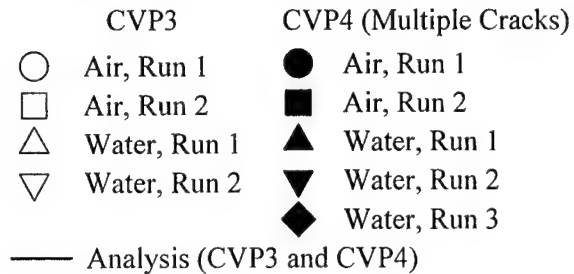 CVP3 CVP4 (Multiple Cracks)
Air, Run 1 Air, Run 1
Air, Run 2 Air, Run 2
Water, Run 1 Water, Run 1
Water, Run 2 Water, Run 2
Water, Run 3
Analysis (CVP3 and CVP4)